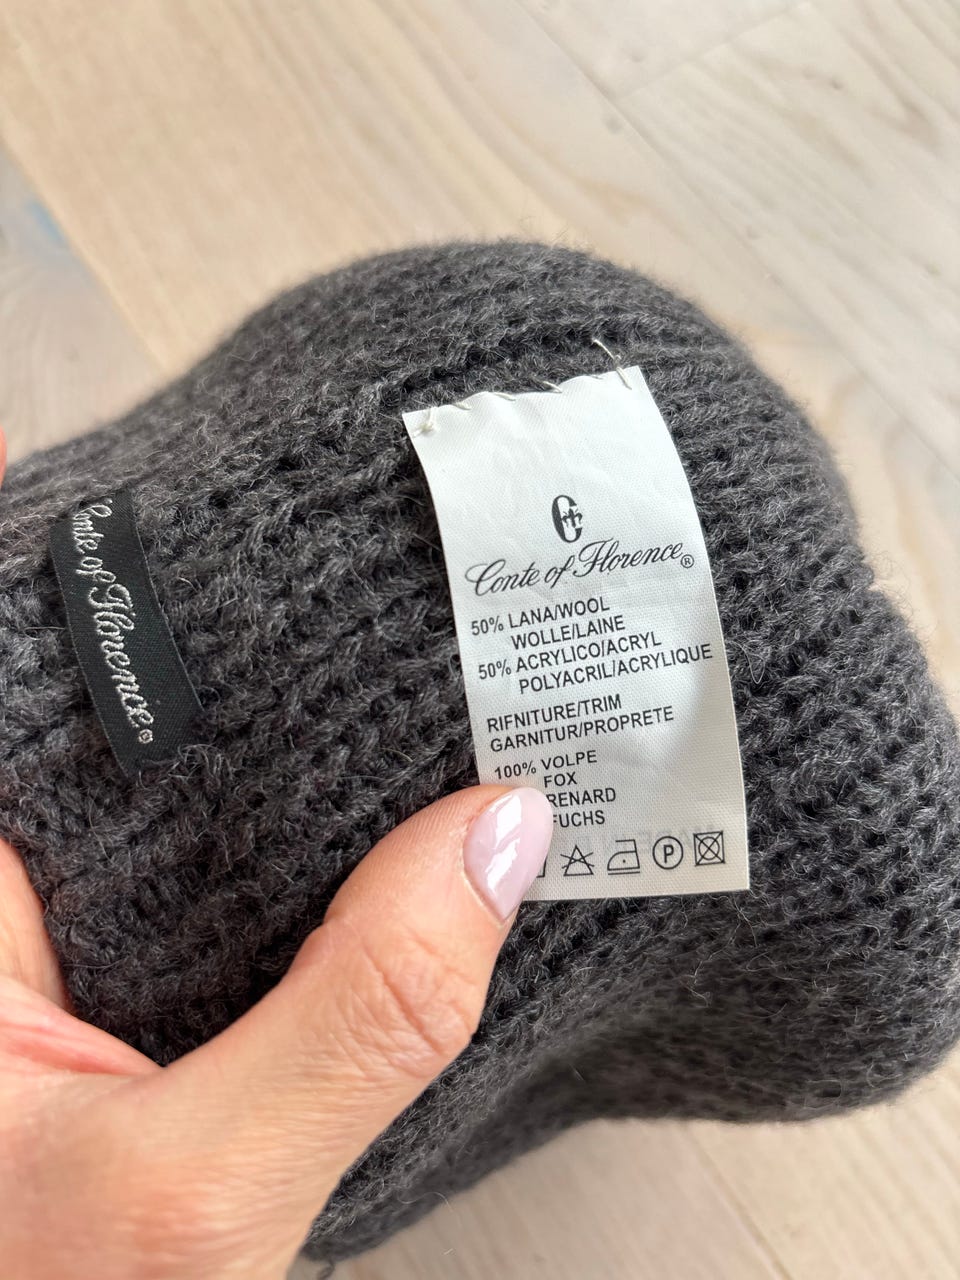 Conte of Florence®
Conte of Florence®
50% LANA/WOOL
WOLLE/LAINE
50% ACRYLICO/ACRYL
POLYACRIL/ACRYLIQUE
RIFNITURE/TRIM
GARNITUR/PROPRETE
100% VOLPE
FOX
RENARD
FUCHS
P